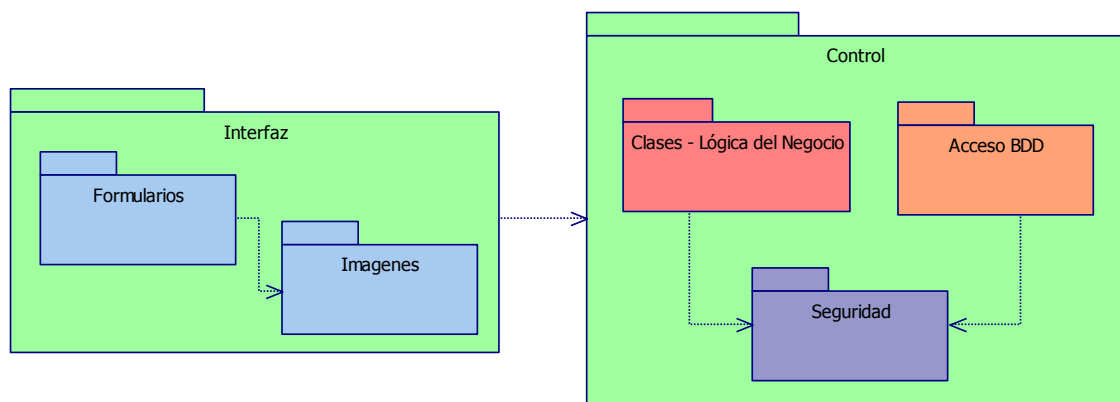 Interfaz
Formularios
Imagenes
Control
Clases - Lógica del Negocio
Acceso BDD
Seguridad